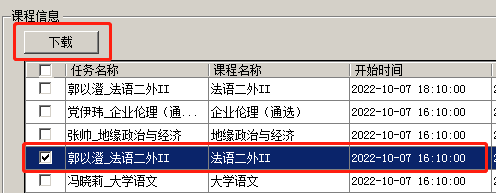 课程信息
下载
任务名称 课程名称 开始时间
郭以澄_法语二外II 法语二外II 2022-10-07 18:10:00
党伊玮_企业伦理（通... 企业伦理（通选） 2022-10-07 16:10:00
张帅_地缘政治与经济 地缘政治与经济 2022-10-07 16:10:00
郭以澄_法语二外II 法语二外II 2022-10-07 16:10:00
冯晓莉_大学语文 大学语文 2022-10-07 16:10:00